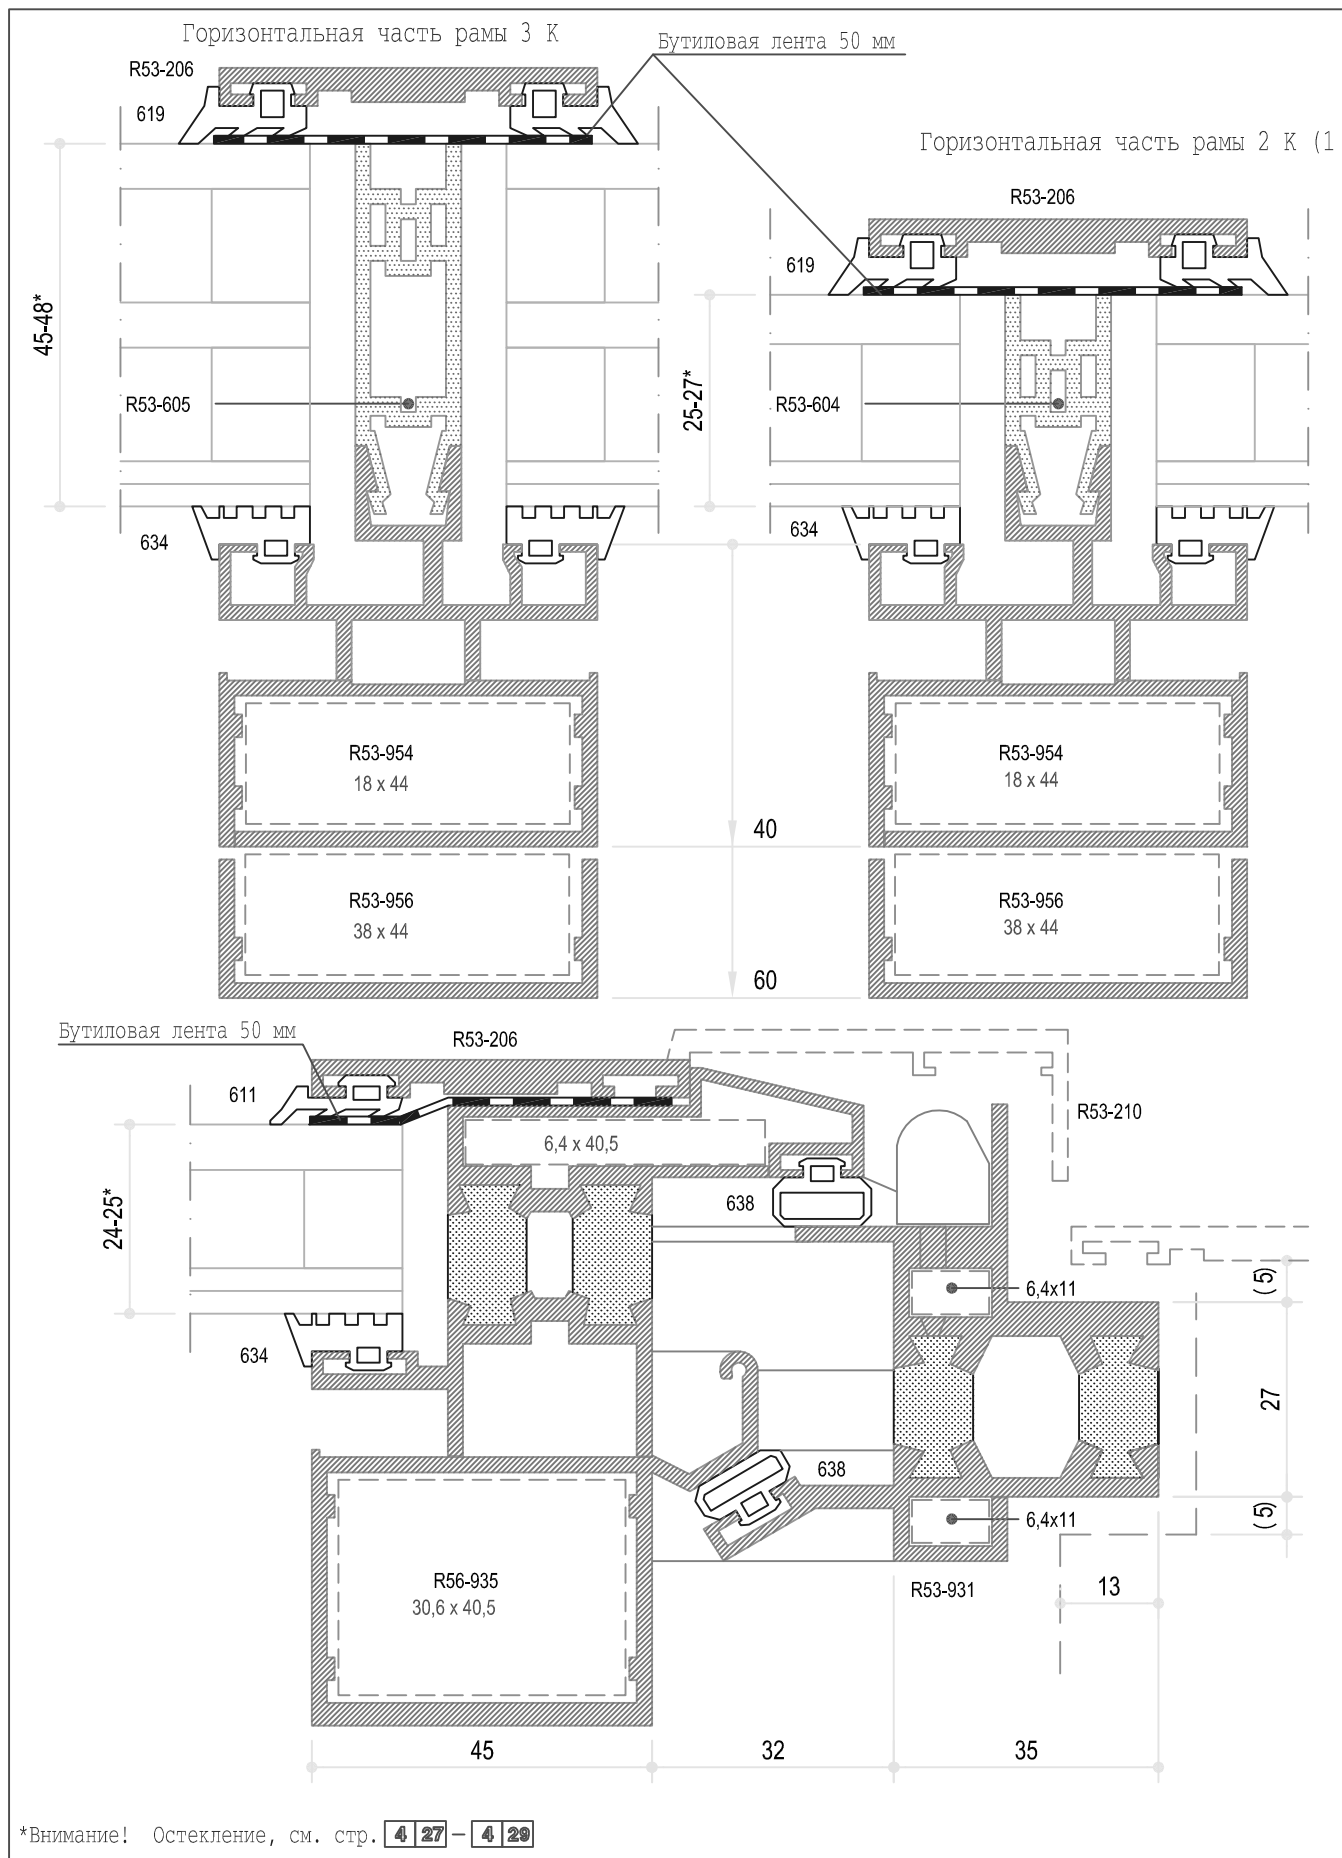 Горизонтальная часть рамы 3 К
Бутиловая лента 50 мм
R53-206
619
Горизонтальная часть рамы 2 К (1
R53-206
619
45-48*
25-27*
R53-605
R53-604
634
634
R53-954
18 x 44
R53-954
18 x 44
40
R53-956
38 x 44
R53-956
38 x 44
60
Бутиловая лента 50 мм
R53-206
611
R53-210
6,4 x 40,5
24-25*
638
6,4x11
(5)
634
27
638
6,4x11
(5)
R56-935
30,6 x 40,5
R53-931
13
45
32
35
*Внимание! Остекление, см. стр. 4 27 – 4 29